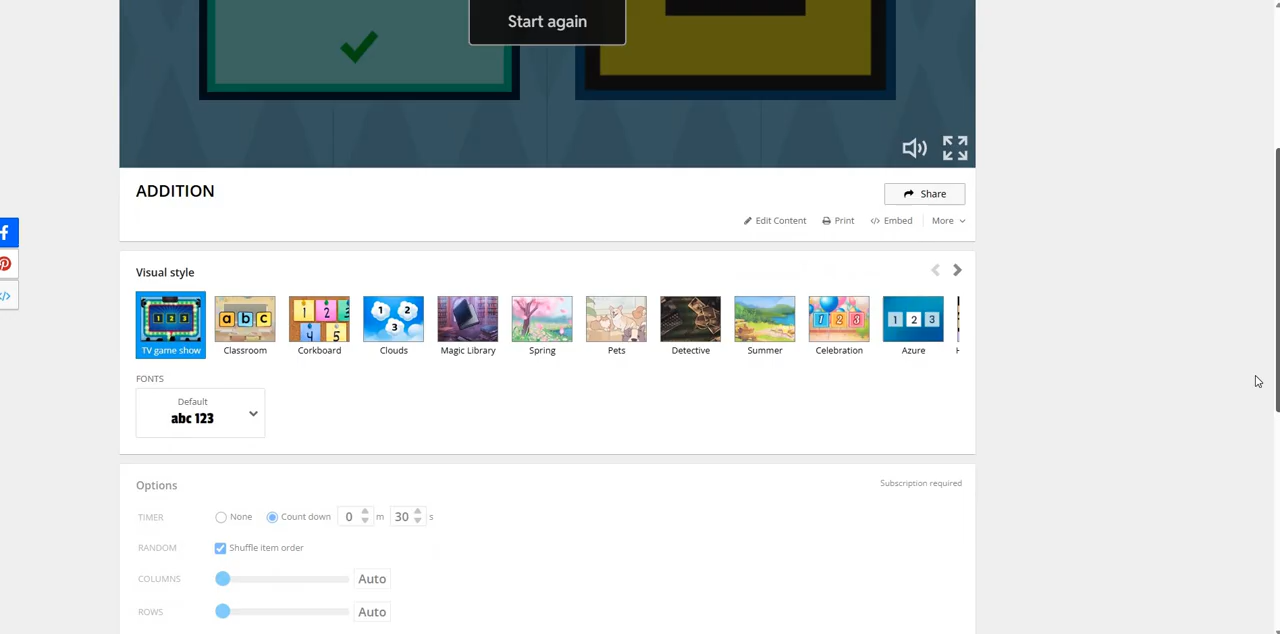 Start again
ADDITION
Share
Edit Content Print Embed More
Visual style
TV game show Classroom Corkboard Clouds Magic Library Spring Pets Detective Summer Celebration Azure
FONTS
Default
abc 123
Options Subscription required
TIMER None Count down 0 m 30 s
RANDOM Shuffle item order
COLUMNS Auto
ROWS Auto